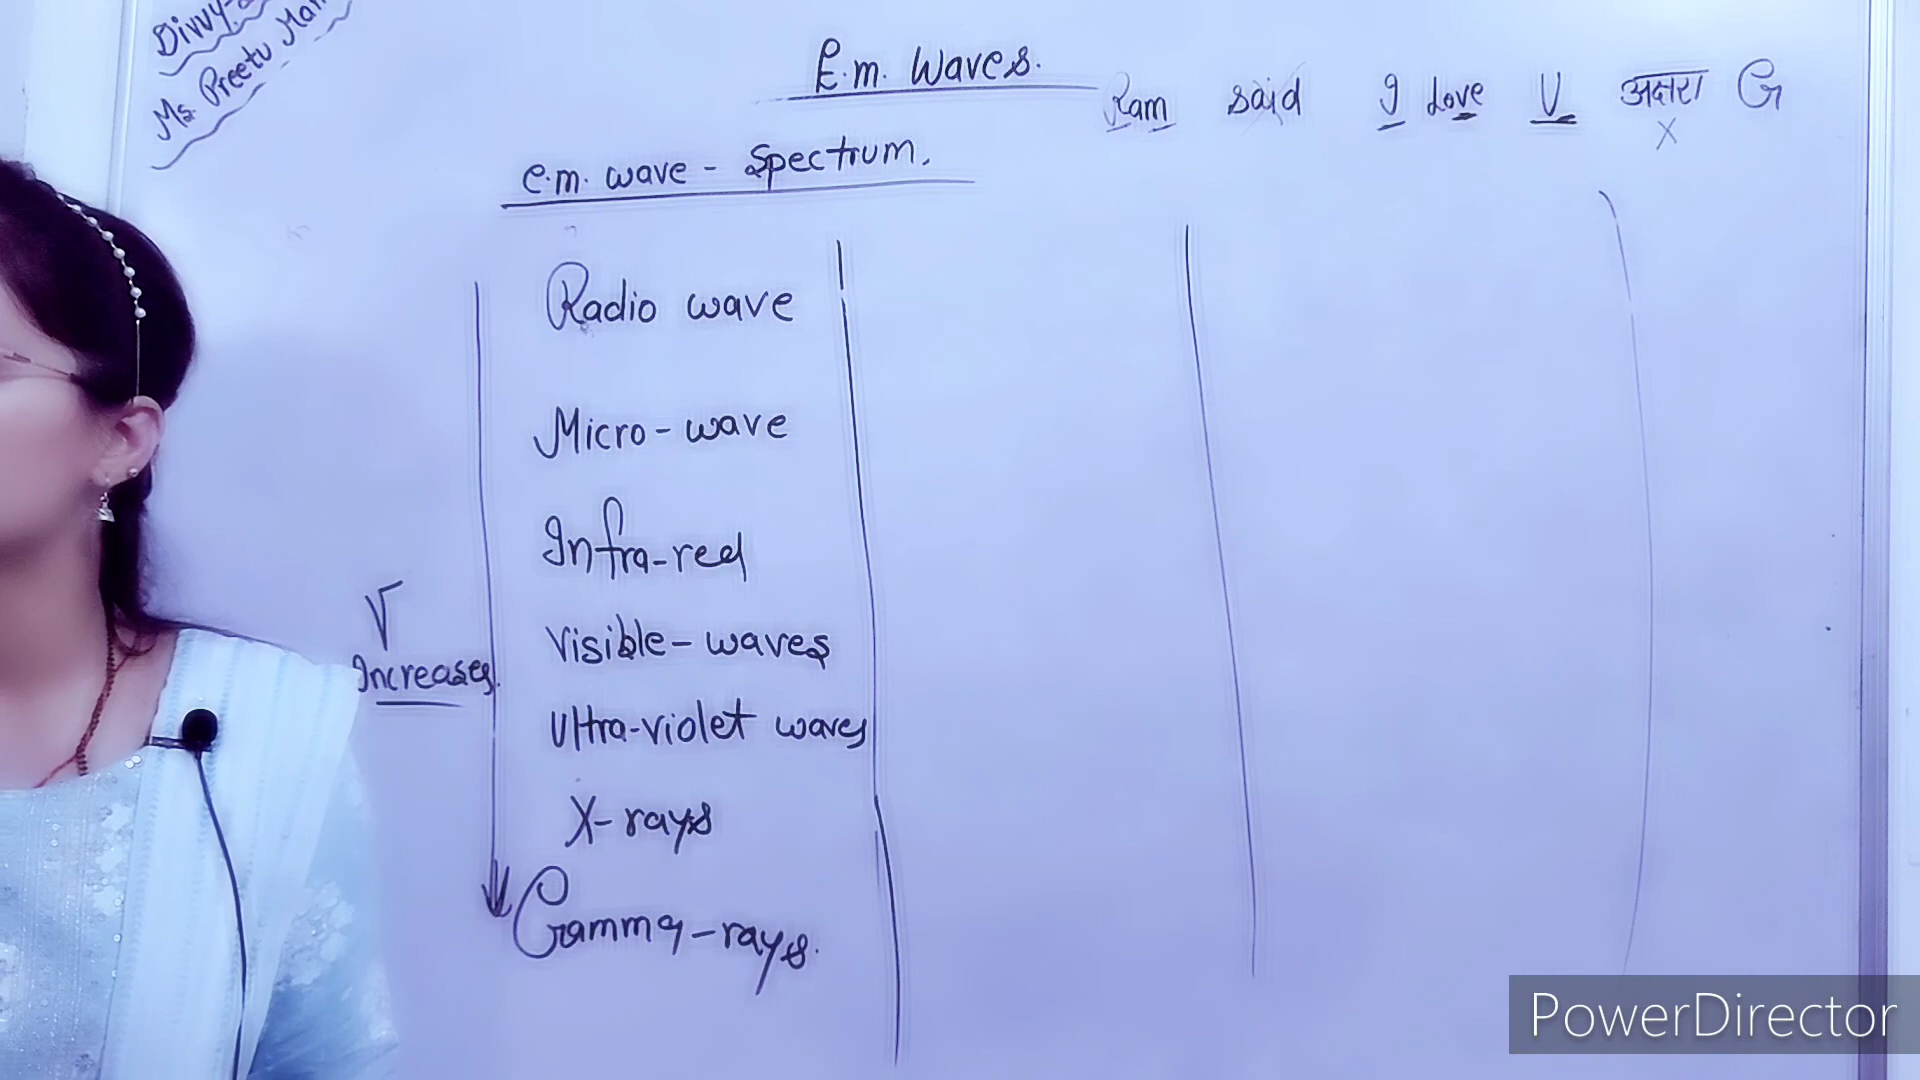 Ms. Preetu
E.m. Waves.
Ram said I Love U अक्षरा G
X
e.m. wave - Spectrum.
Radio wave
Micro-wave
Infra-red
Visible-waves
Increases.
Ultra-violet waves
X-rays
Gamma-rays.
PowerDirector